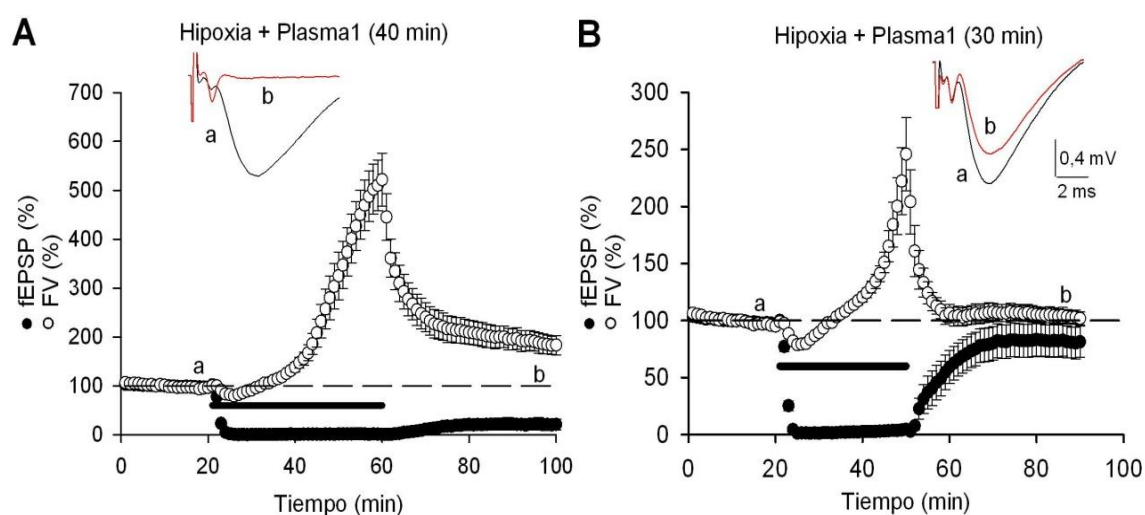 A
Hipoxia + Plasma1 (40 min)
b
a
700
600
500
400
300
200
100
0
● fEPSP (%)
○ FV (%)
a
b
0
20
40
60
80
100
Tiempo (min)
B
Hipoxia + Plasma1 (30 min)
b
a
0,4 mV
2 ms
300
250
200
150
100
50
0
● fEPSP (%)
○ FV (%)
a
b
0
20
40
60
80
100
Tiempo (min)